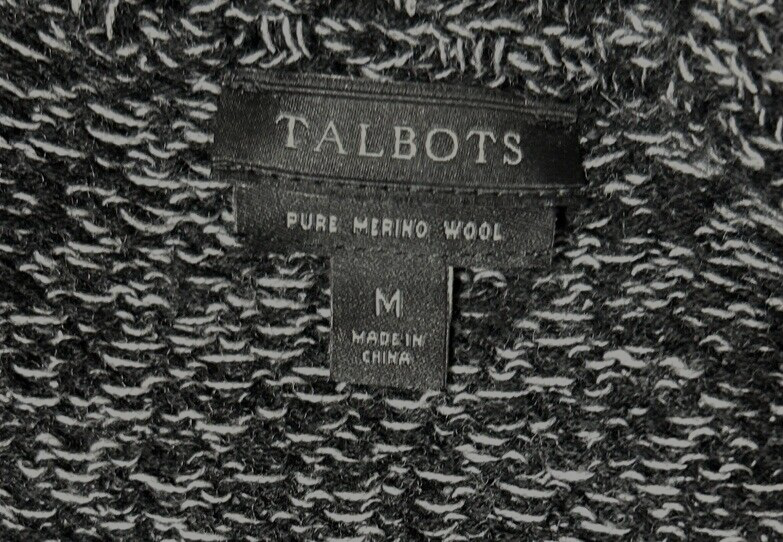 TALBOTS
PURE MERINO WOOL
M
MADE IN
CHINA